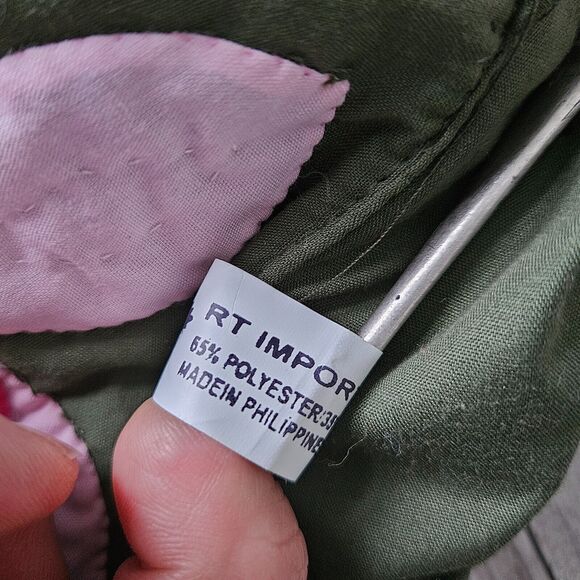 RT IMPOR
65% POLYESTER/35
MADEIN PHILIPPINE